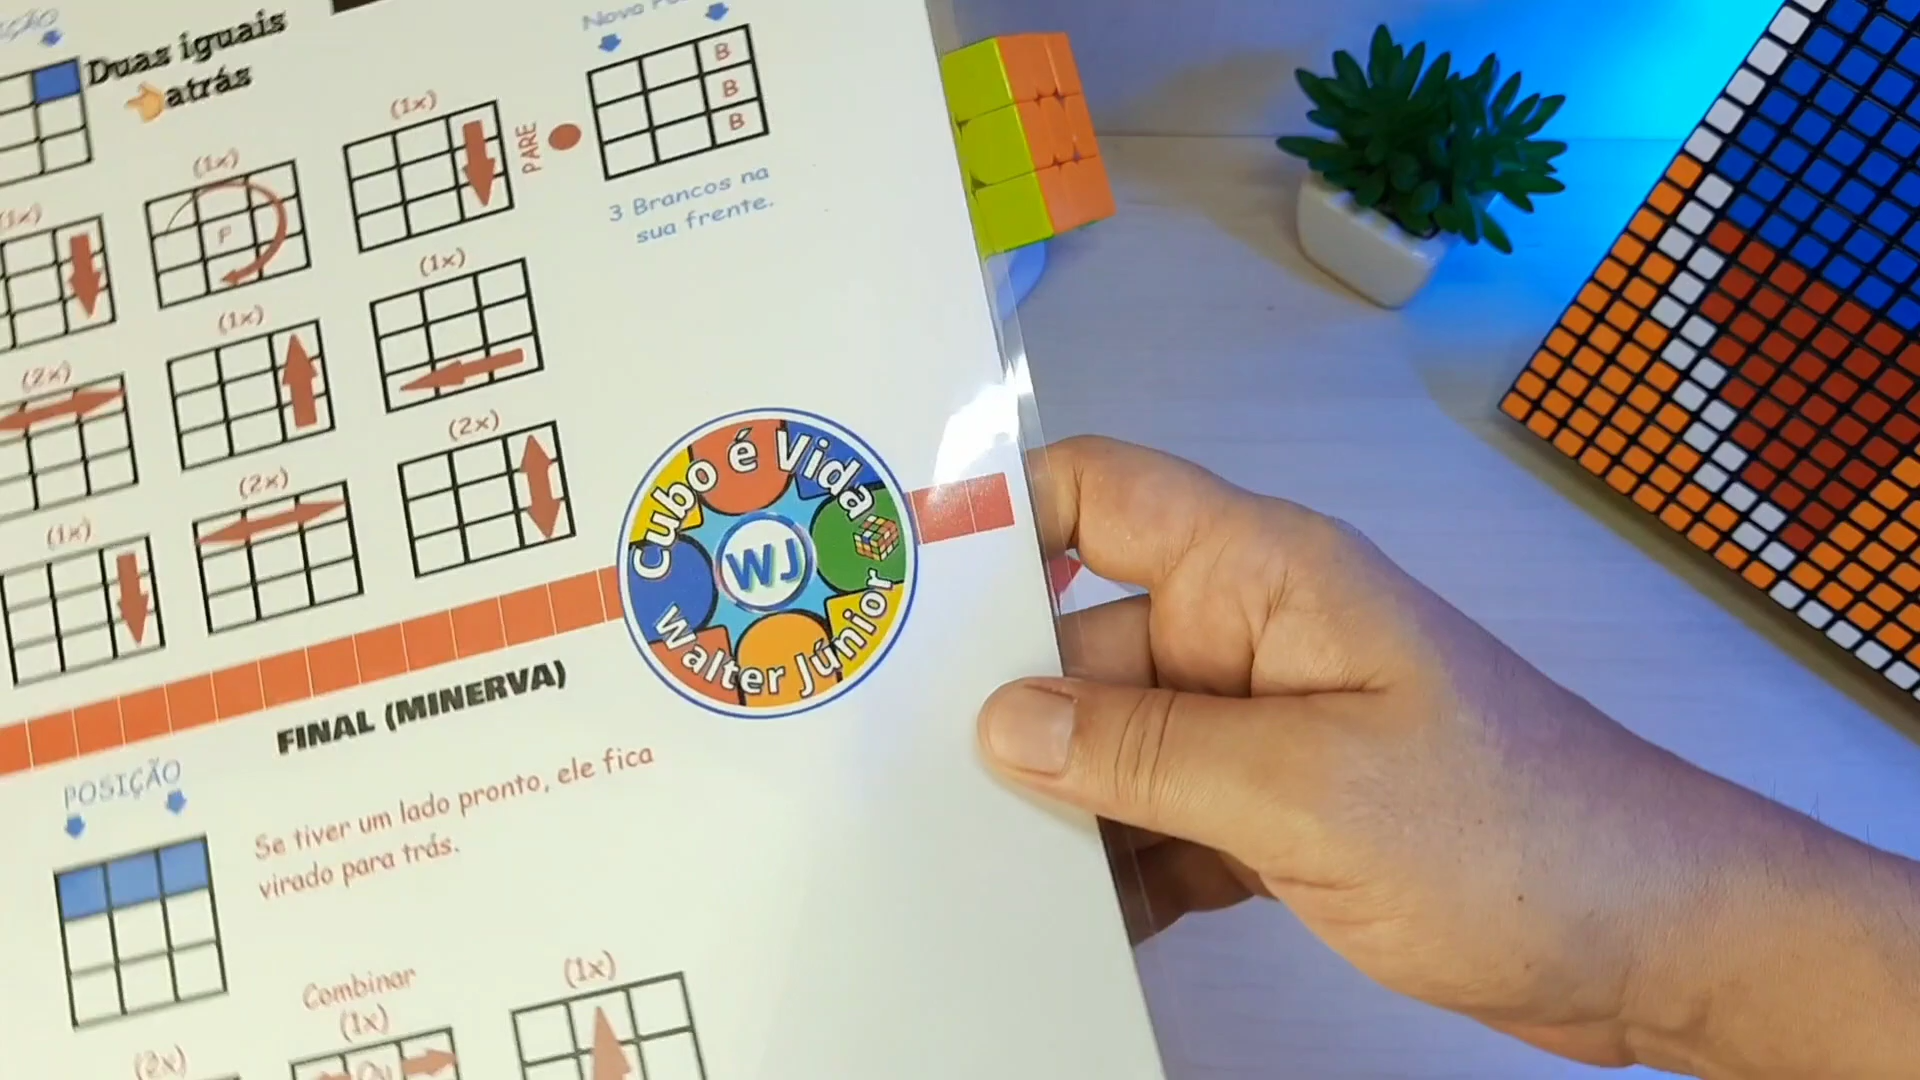 Duas iguais
atrás
(1x)
(1x)
PARE
B
B
B
3 Brancos na
sua frente.
(1x)
F
(1x)
(1x)
(2x)
(2x)
(2x)
(1x)
Cubo é Vida
WJ
Walter Júnior
FINAL (MINERVA)
POSIÇÃO
Se tiver um lado pronto, ele fica
virado para trás.
Combinar
(1x)
(1x)
(2x)
Ou